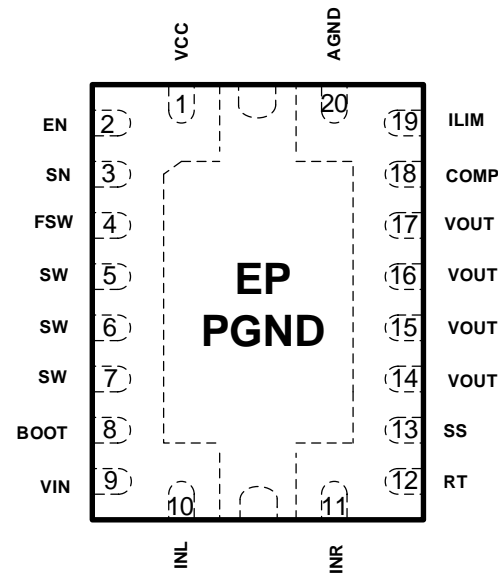 VCC
AGND
1
20
EN 2
19 ILIM
SN 3
18 COMP
FSW 4
17 VOUT
SW 5
16 VOUT
SW 6
15 VOUT
SW 7
14 VOUT
BOOT 8
13 SS
VIN 9
12 RT
EP
PGND
10
11
INL
INR